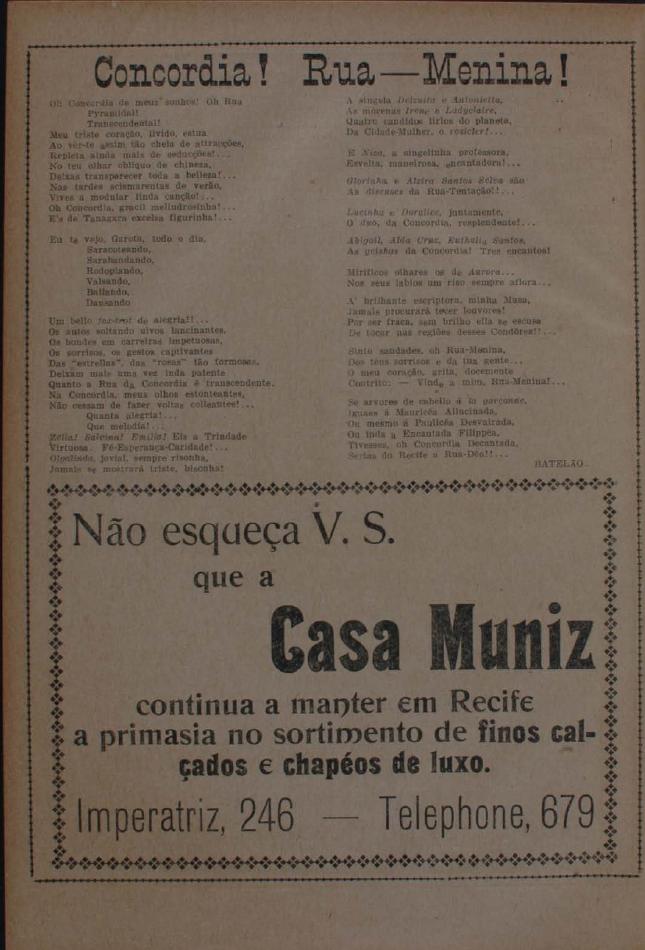 Concordia! Rua—Menina!
Oh Concordia de meus sonhos! Oh Rua
Pyramidal!
Transcendental!
Meu triste coração, livido, estua
Ao vêr-te assim tão cheia de attracções,
Repleta ainda mais de seducções!...
No teu olhar obliquo de chineza,
Deixas transparecer toda a belleza!...
Nas tardes scismarentas de verão,
Vives a modular linda canção!...
Oh Concordia, gracil melindrosinha!...
E's de Tanagara excelsa figurinha!...
Eu te vejo, Garota, todo o dia,
Saracoteando,
Sarabandando,
Rodopiando,
Valsando,
Bailando,
Dansando
Um bello fox-trot de alegria!!...
Os autos soltando uivos lancinantes,
Os bondes em carreiras impetuosas,
Os sorrisos, os gestos captivantes
Das "estrellas", das "rosas" tão formosas,
Deixam mais uma vez inda patente
Quanto a Rua da Concordia é transcendente.
Na Concordia, meus olhos estonteantes,
Não cessam de fazer voltas colleantes!...
Quanta alegria!...
Que melodia!...
Zélia! Salvina! Emilia! Eis a Trindade
Virtuosa: Fé-Esperança-Caridade!...
jovial, sempre risonha,
Jamais se mostrará triste, bisonha!
A singela Delzuita e Antonietta,
As morenas Irene e Ladyclaire,
Quatro candidos lirios do planeta,
Da Cidade-Mulher, o rosicler!...
E Nice, a singelinha professora,
Esvelta, maneirosa, encantadora!...
Glorinha e Alzira Santos Selva são
As deusas da Rua-Tentação!!...
Lucinha e Doralice, juntamente,
O duo, da Concordia, resplendente!...
Abigail, Alda Cruz, Euthalia Santos,
As geishas da Concordia! Tres encantos!
Mirificos olhares os de Aurora...
Nos seus labios um riso sempre aflora...
A' brilhante escriptora, minha Musa,
Jamais procurará tecer louvores!
Por ser fraca, sem brilho ella se escusa
De tocar nas regiões desses Condôres!!...
Sinto saudades, oh Rua-Menina,
Dos teus sorrisos e da tua gente...
O meu coração, grita, docemente
Contrito: — Vinde a mim, Rua-Menina!...
Se arvores de cabello á la garçonne,
Iguaes á Mauricéa Allucinada,
Ou mesmo á Paulicéa Desvairada,
Ou inda a Encantada Filippéa,
Tivesses, oh Concordia Decantada,
Serias do Recife a Rua-Dêa!!...
BATELÃO.
Não esqueça V. S.
que a
Casa Muniz
continua a manter em Recife
a primasia no sortimento de finos cal-
çados e chapéos de luxo.
Imperatriz, 246 — Telephone, 679